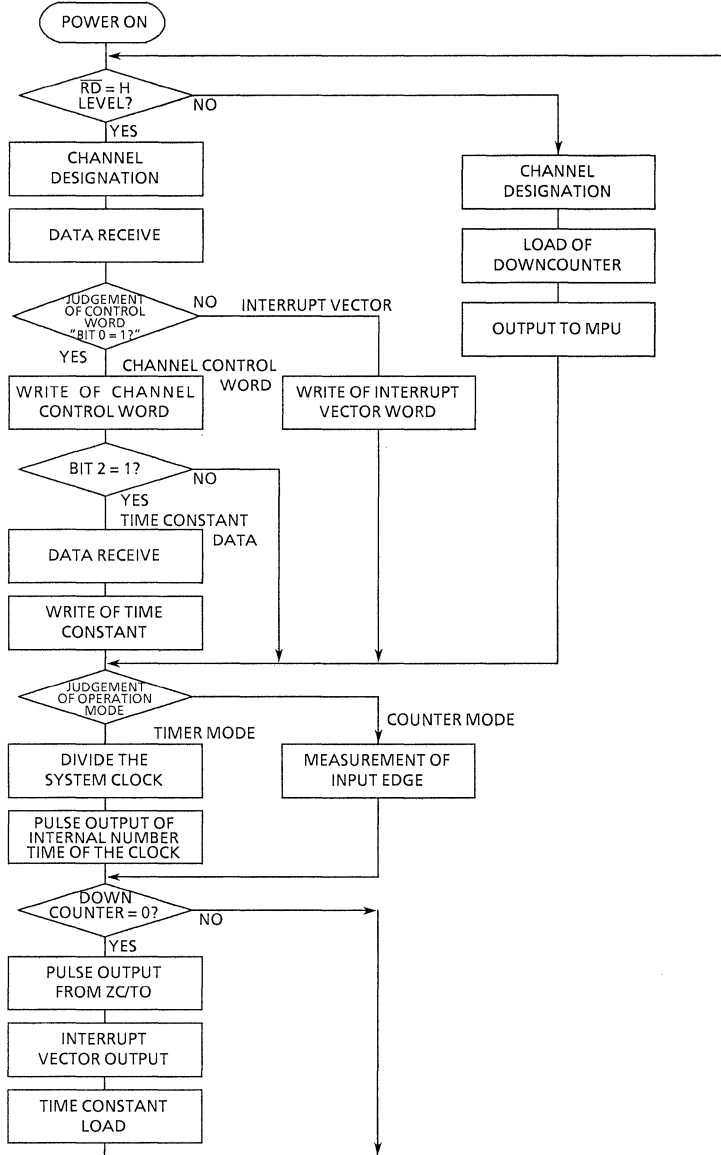 POWER ON
RD = H
LEVEL?
NO
YES
CHANNEL
DESIGNATION
DATA RECEIVE
CHANNEL
DESIGNATION
LOAD OF
DOWNCOUNTER
OUTPUT TO MPU
JUDGEMENT
OF CONTROL
WORD
"BIT 0 = 1?"
NO
INTERRUPT VECTOR
YES
CHANNEL CONTROL
WORD
WRITE OF CHANNEL
CONTROL WORD
WRITE OF INTERRUPT
VECTOR WORD
BIT 2 = 1?
NO
YES
TIME CONSTANT
DATA
DATA RECEIVE
WRITE OF TIME
CONSTANT
JUDGEMENT
OF OPERATION
MODE
TIMER MODE
COUNTER MODE
DIVIDE THE
SYSTEM CLOCK
MEASUREMENT OF
INPUT EDGE
PULSE OUTPUT OF
INTERNAL NUMBER
TIME OF THE CLOCK
DOWN
COUNTER = 0?
NO
YES
PULSE OUTPUT
FROM ZC/TO
INTERRUPT
VECTOR OUTPUT
TIME CONSTANT
LOAD